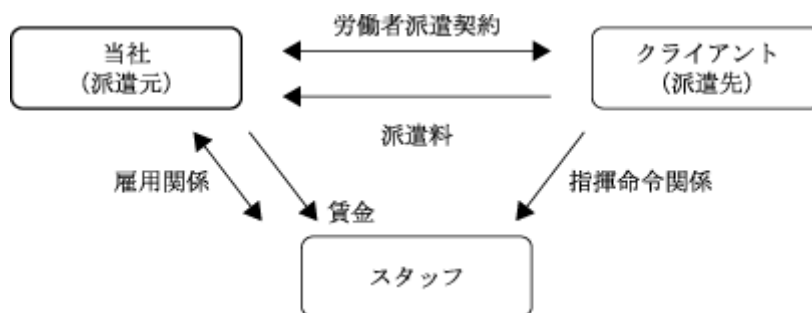 労働者派遣契約
当社
(派遣元)
クライアント
(派遣先)
派遣料
雇用関係
賃金
指揮命令関係
スタッフ